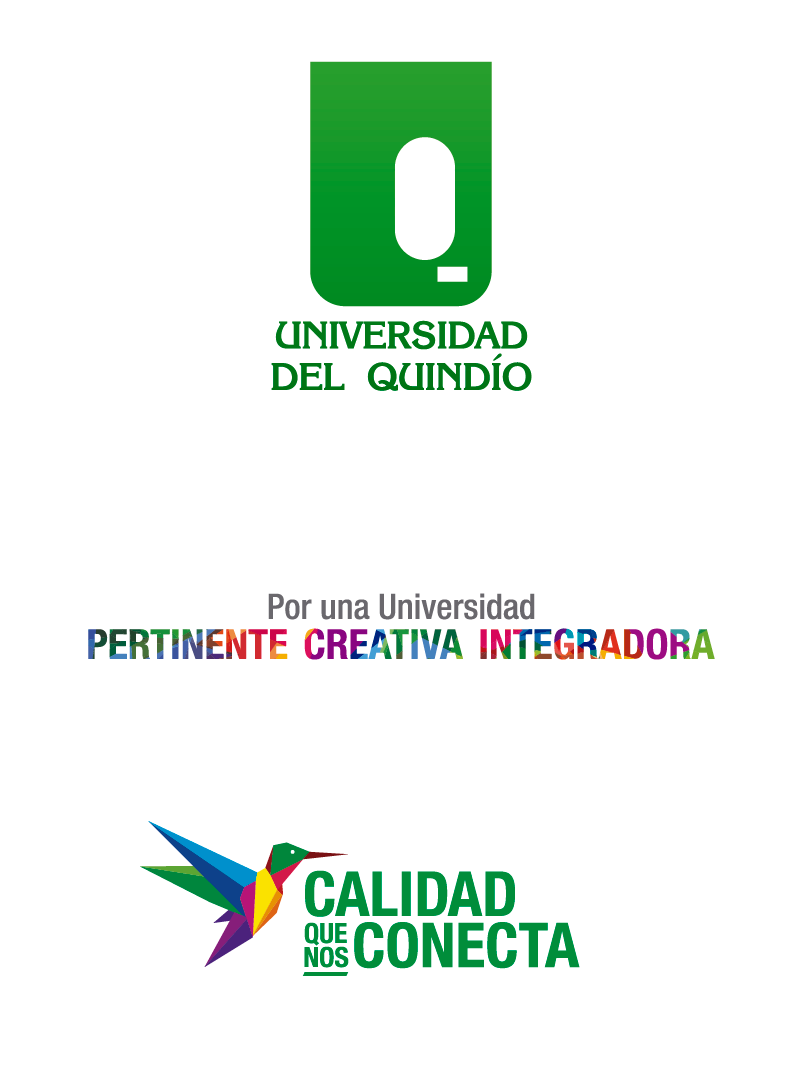 UNIVERSIDAD
DEL QUINDÍO
Por una Universidad
PERTINENTE CREATIVA INTEGRADORA
CALIDAD
QUE NOS CONECTA